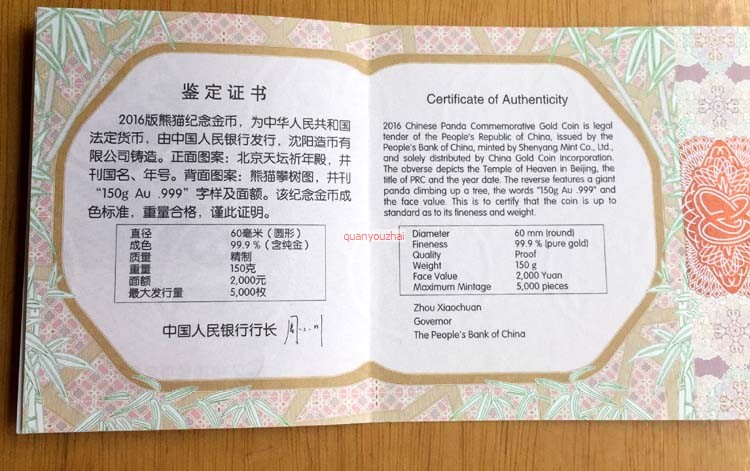 鉴定证书
2016版熊猫纪念金币，为中华人民共和国
法定货币，由中国人民银行发行，沈阳造币有
限公司铸造。正面图案：北京天坛祈年殿，并
刊国名、年号。背面图案：熊猫攀树图，并刊
“150g Au .999”字样及面额。该纪念金币成
色标准，重量合格，谨此证明。
直径 60毫米（圆形）
成色 99.9％（含纯金）
质量 精制
重量 150克
面额 2,000元
最大发行量 5,000枚
中国人民银行行长
quanyouzhai
Certificate of Authenticity
2016 Chinese Panda Commemorative Gold Coin is legal
tender of the People's Republic of China, issued by the
People's Bank of China, minted by Shenyang Mint Co., Ltd.,
and solely distributed by China Gold Coin Incorporation.
The obverse depicts the Temple of Heaven in Beijing, the
title of PRC and the year date. The reverse features a giant
panda climbing up a tree, the words "150g Au .999" and
the face value. This is to certify that the coin is up to
standard as to its fineness and weight.
Diameter 60 mm (round)
Fineness 99.9 % (pure gold)
Quality Proof
Weight 150 g
Face Value 2,000 Yuan
Maximum Mintage 5,000 pieces
Zhou Xiaochuan
Governor
The People's Bank of China